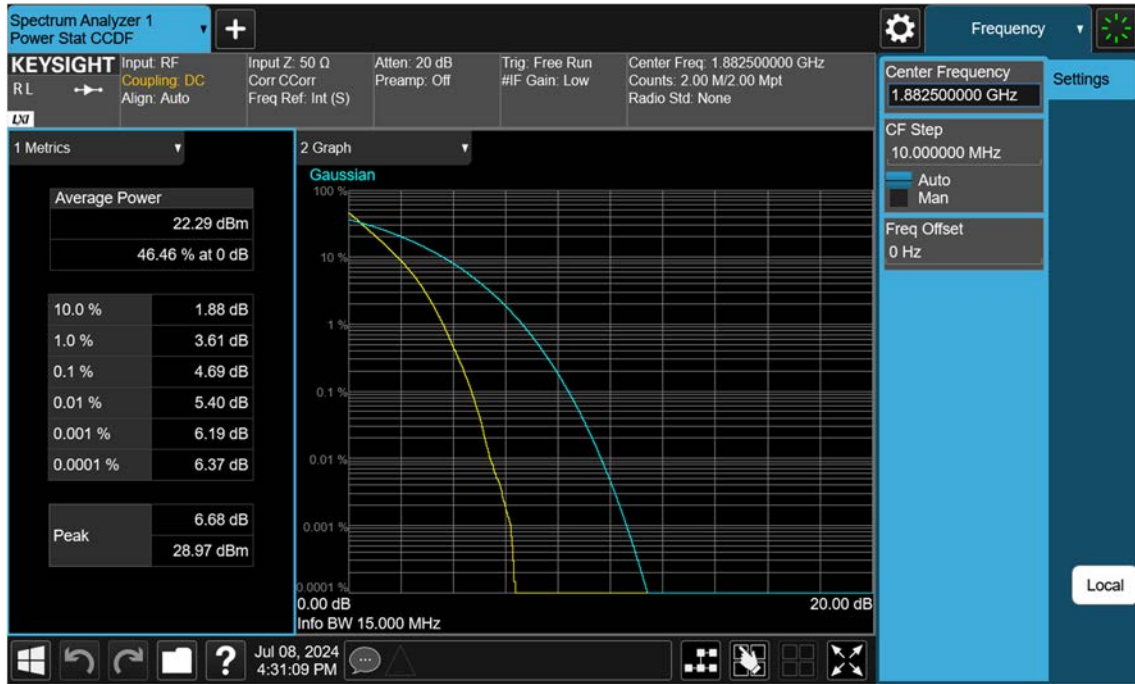 Spectrum Analyzer 1
Power Stat CCDF
+
Frequency
KEYSIGHT
RL
LXI
Input: RF
Coupling: DC
Align: Auto
Input Z: 50 Ω
Corr CCorr
Freq Ref: Int (S)
Atten: 20 dB
Preamp: Off
Trig: Free Run
#IF Gain: Low
Center Freq: 1.882500000 GHz
Counts: 2.00 M/2.00 Mpt
Radio Std: None
Center Frequency
1.882500000 GHz
Settings
CF Step
10.000000 MHz
Auto
Man
Freq Offset
0 Hz
Local
1 Metrics
Average Power
22.29 dBm
46.46 % at 0 dB
10.0 % 1.88 dB
1.0 % 3.61 dB
0.1 % 4.69 dB
0.01 % 5.40 dB
0.001 % 6.19 dB
0.0001 % 6.37 dB
Peak
6.68 dB
28.97 dBm
2 Graph
Gaussian
100 %
10 %
1 %
0.1 %
0.01 %
0.001 %
0.0001 %
0.00 dB 20.00 dB
Info BW 15.000 MHz
?
Jul 08, 2024
4:31:09 PM